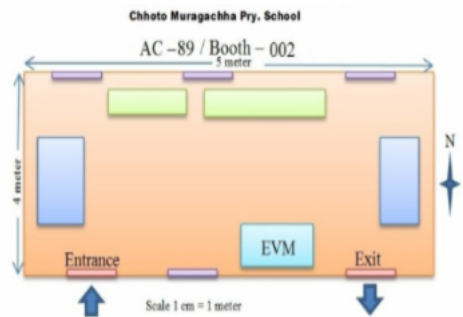 Chhoto Muragachha Pry. School
AC –89 / Booth – 002
5 meter
4 meter
N
EVM
Entrance
Exit
Scale 1 cm = 1 meter